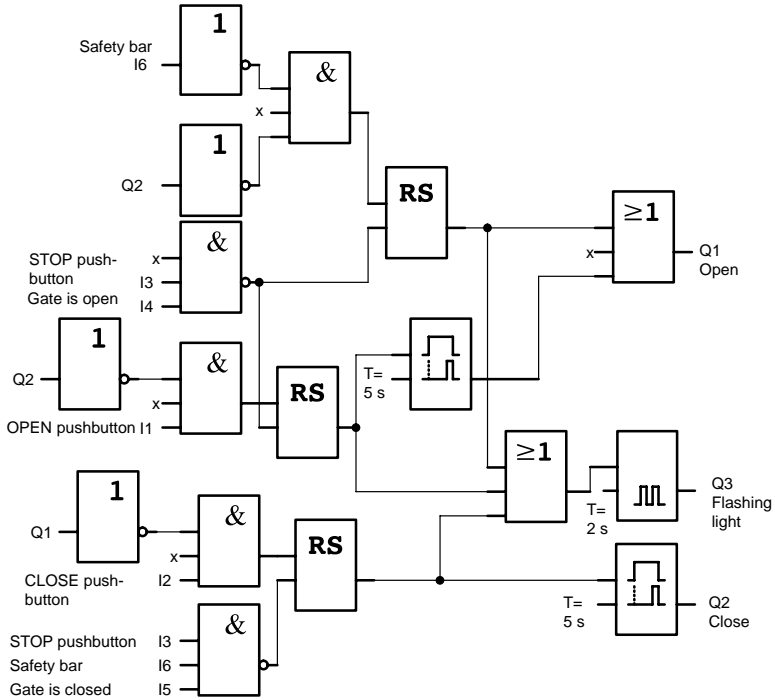 1
Safety bar
I6
&
x
1
Q2
RS
≥1
&
STOP push-
button
x
I3
Gate is open
I4
x
Q1
Open
1
Q2
&
x
OPEN pushbutton I1
RS
T=
5 s
≥1
Q3
Flashing
light
T=
2 s
1
Q1
&
x
CLOSE push-
button
I2
RS
T=
5 s
Q2
Close
&
STOP pushbutton I3
Safety bar I6
Gate is closed I5